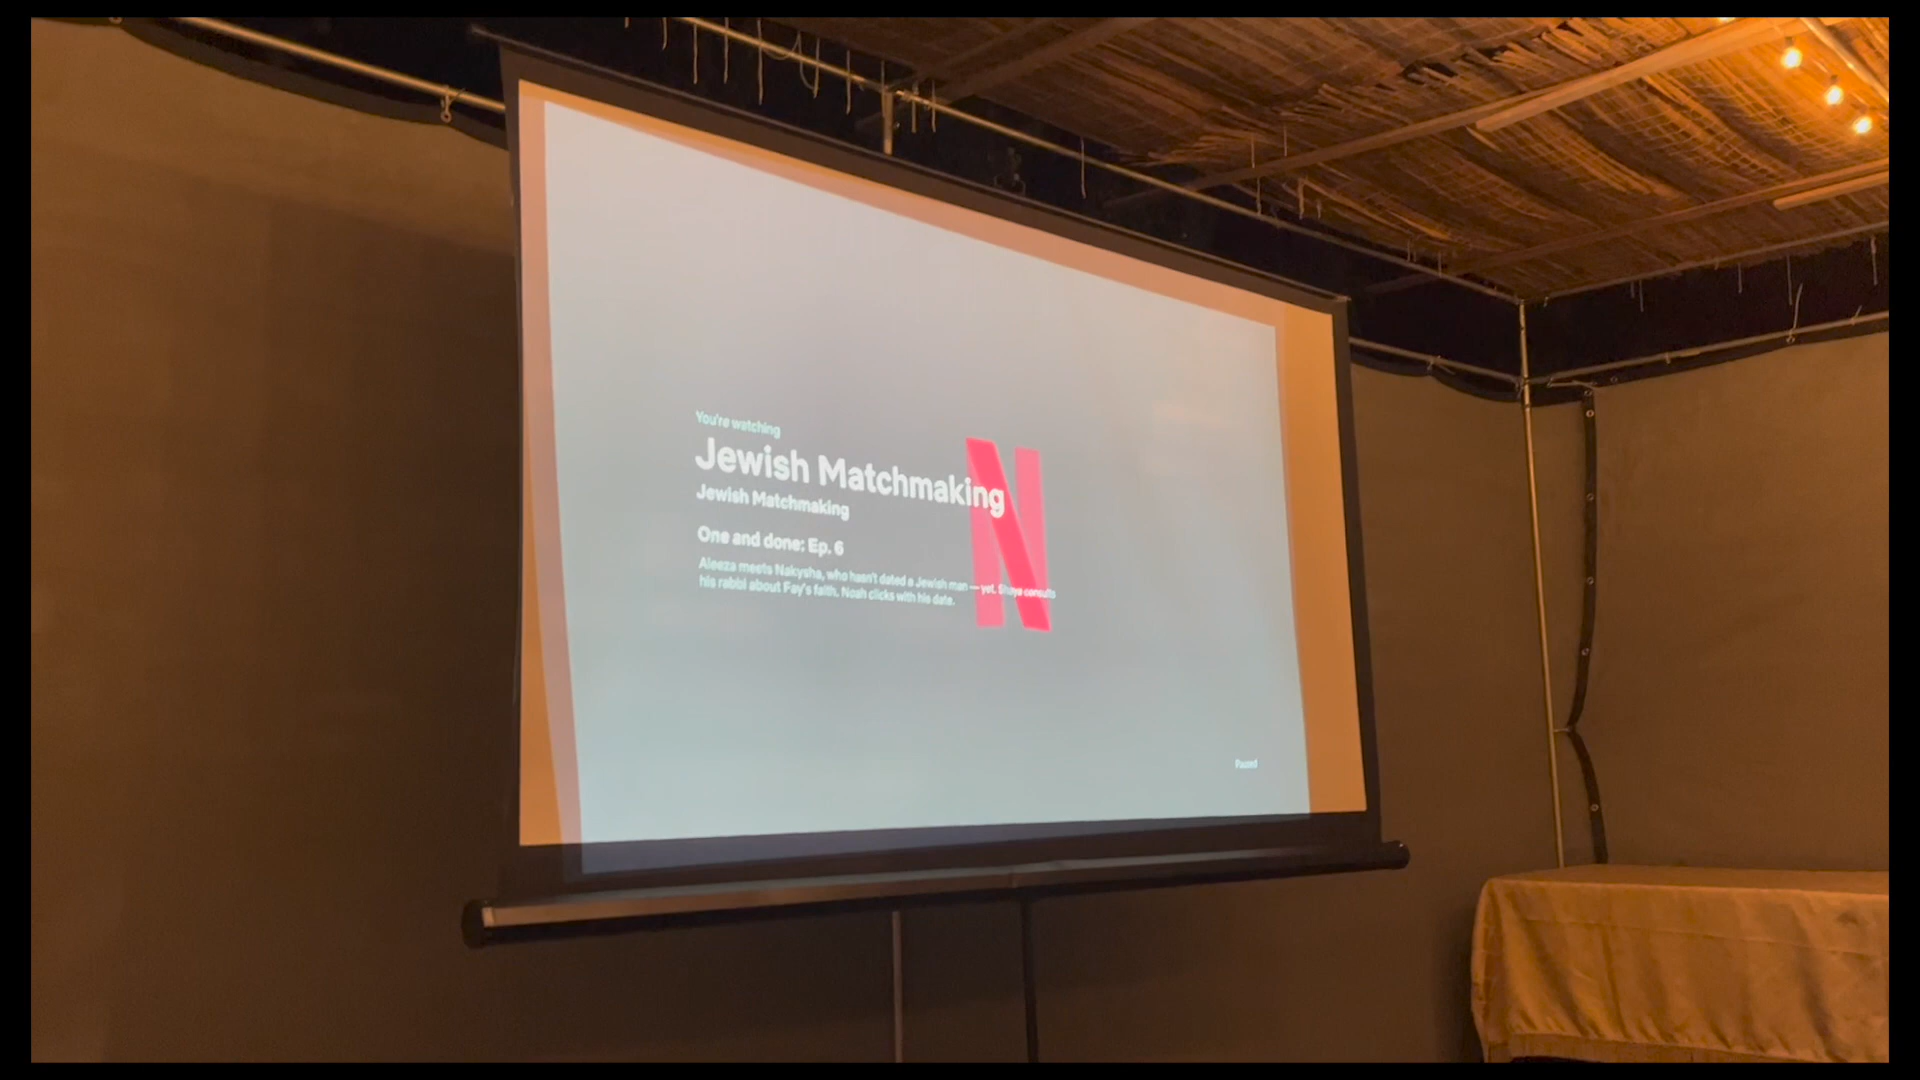 You're watching
Jewish Matchmaking
Jewish Matchmaking
One and done: Ep. 6
Aleeza meets Nakysha, who hasn't dated a Jewish man — yet. Shaya consults
his rabbi about Fay's faith. Noah clicks with his date.
N
Paused